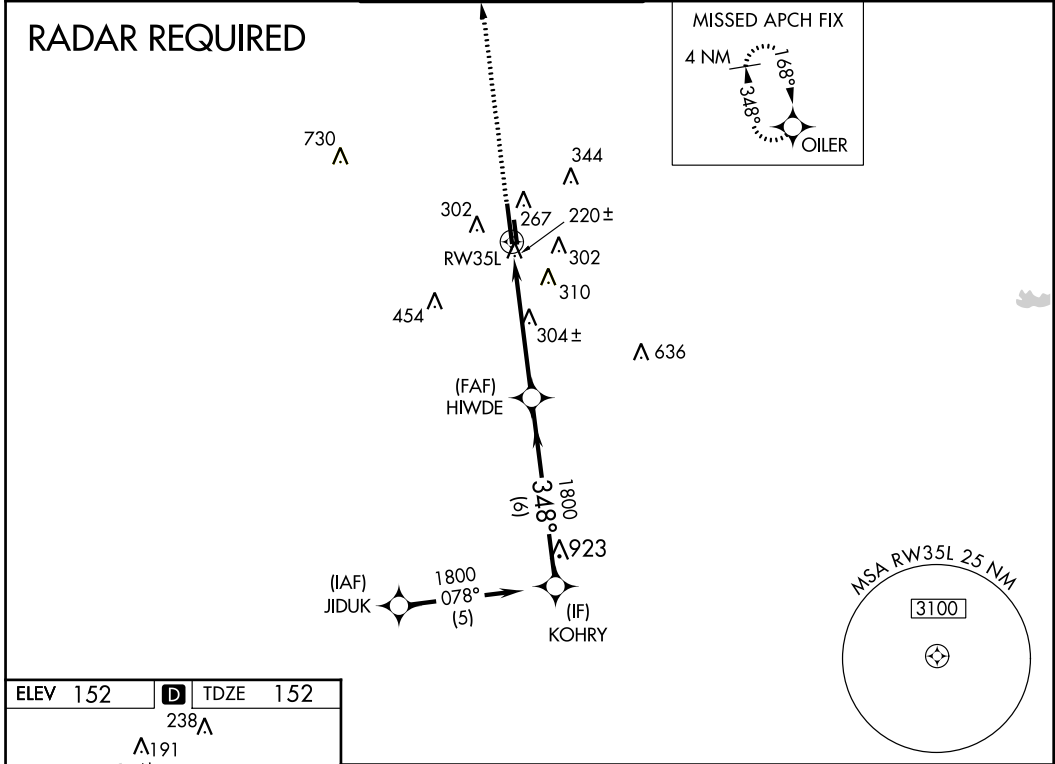 RADAR REQUIRED
MISSED APCH FIX
4 NM
168°
348°
OILER
730
344
302
267
220±
RW35L
302
310
454
304±
636
(FAF)
HIWDE
1800
348°
(6)
923
(IAF)
JIDUK
1800
078°
(5)
(IF)
KOHRY
MSA RW35L 25 NM
3100
ELEV 152
D
TDZE 152
238
191